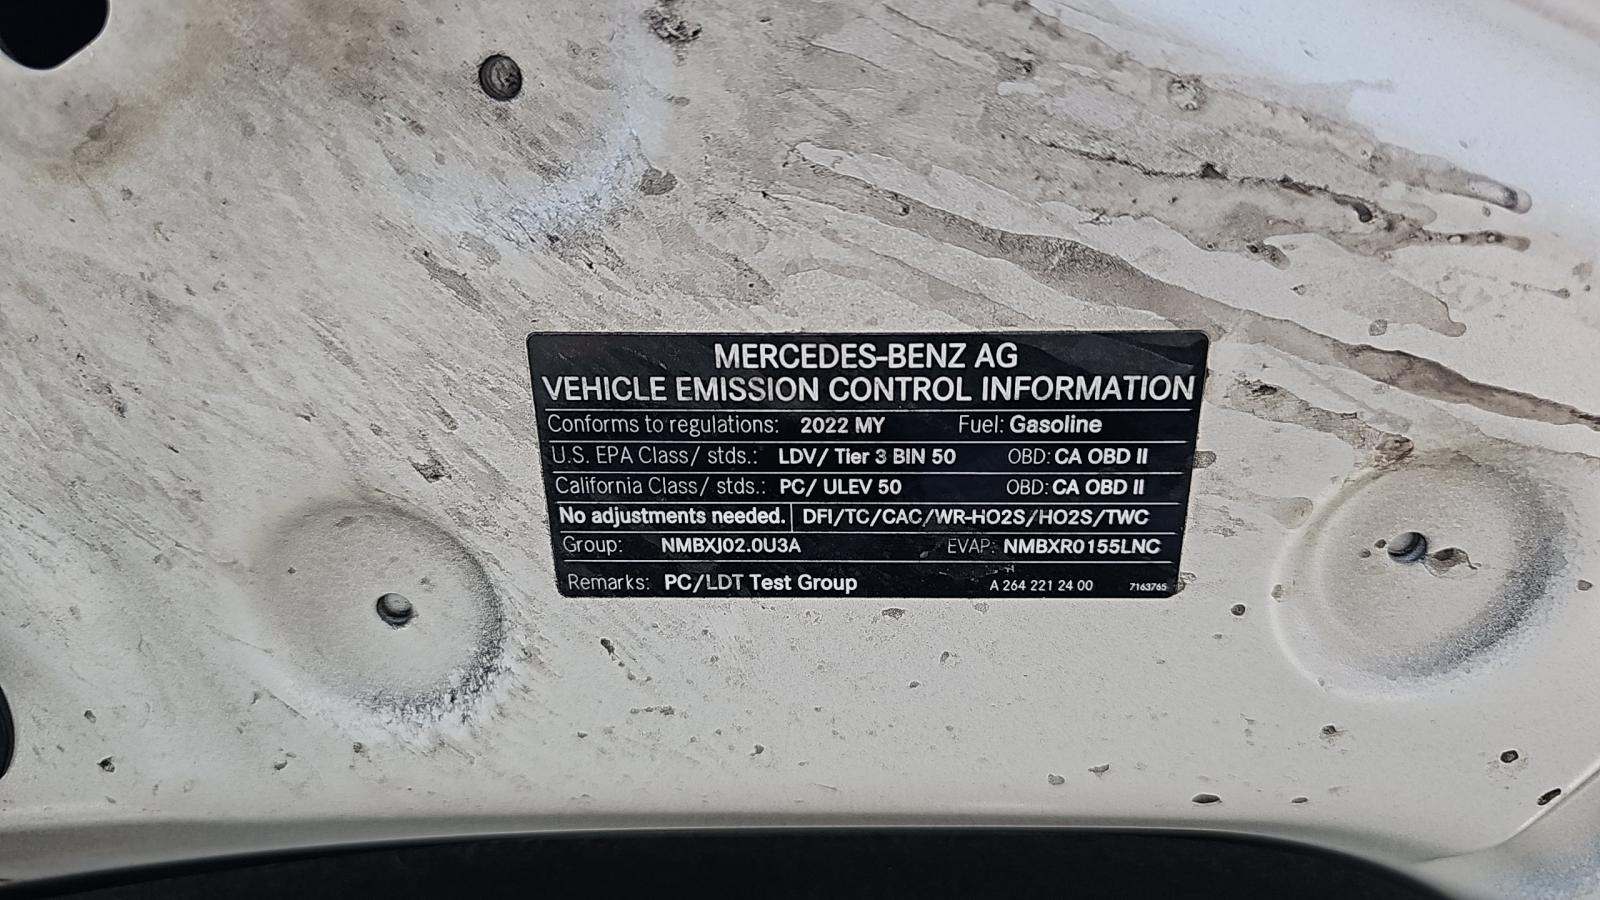 MERCEDES-BENZ AG
VEHICLE EMISSION CONTROL INFORMATION
Conforms to regulations: 2022 MY Fuel: Gasoline
U.S. EPA Class/ stds.: LDV/ Tier 3 BIN 50 OBD: CA OBD II
California Class/ stds.: PC/ ULEV 50 OBD: CA OBD II
No adjustments needed. DFI/TC/CAC/WR-HO2S/HO2S/TWC
Group: NMBXJ02.0U3A EVAP: NMBXR0155LNC
Remarks: PC/LDT Test Group A 264 221 24 00 7163765